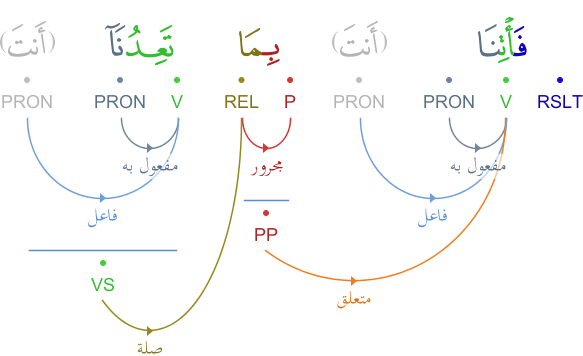 فَأْتِنَا (أَنتَ) بِمَا تَعِدُنَآ (أَنتَ)
RSLT V PRON PRON P REL V PRON PRON
مفعول به مجرور مفعول به
فاعل فاعل
PP
VS
متعلق
صلة